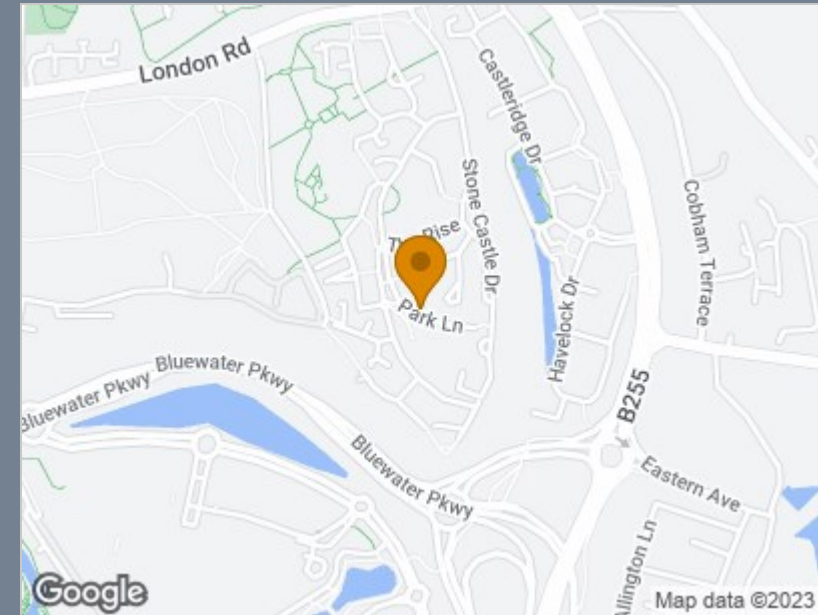 London Rd
Castleridge Dr
Stone Castle Dr
Cobham Terrace
The Rise
Park Ln
Havelock Dr
Bluewater Pkwy
Bluewater Pkwy
B255
Bluewater Pkwy
Eastern Ave
Allington Ln
Google
Map data ©2023